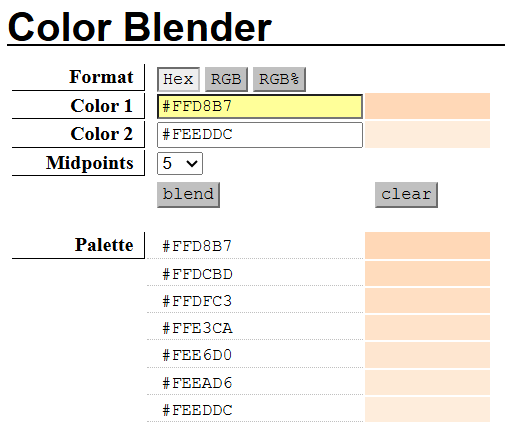 Color Blender
Format Hex RGB RGB%
Color 1 #FFD8B7
Color 2 #FEEDDC
Midpoints 5
blend clear
Palette #FFD8B7
#FFDCBD
#FFDFC3
#FFE3CA
#FEE6D0
#FEEAD6
#FEEDDC